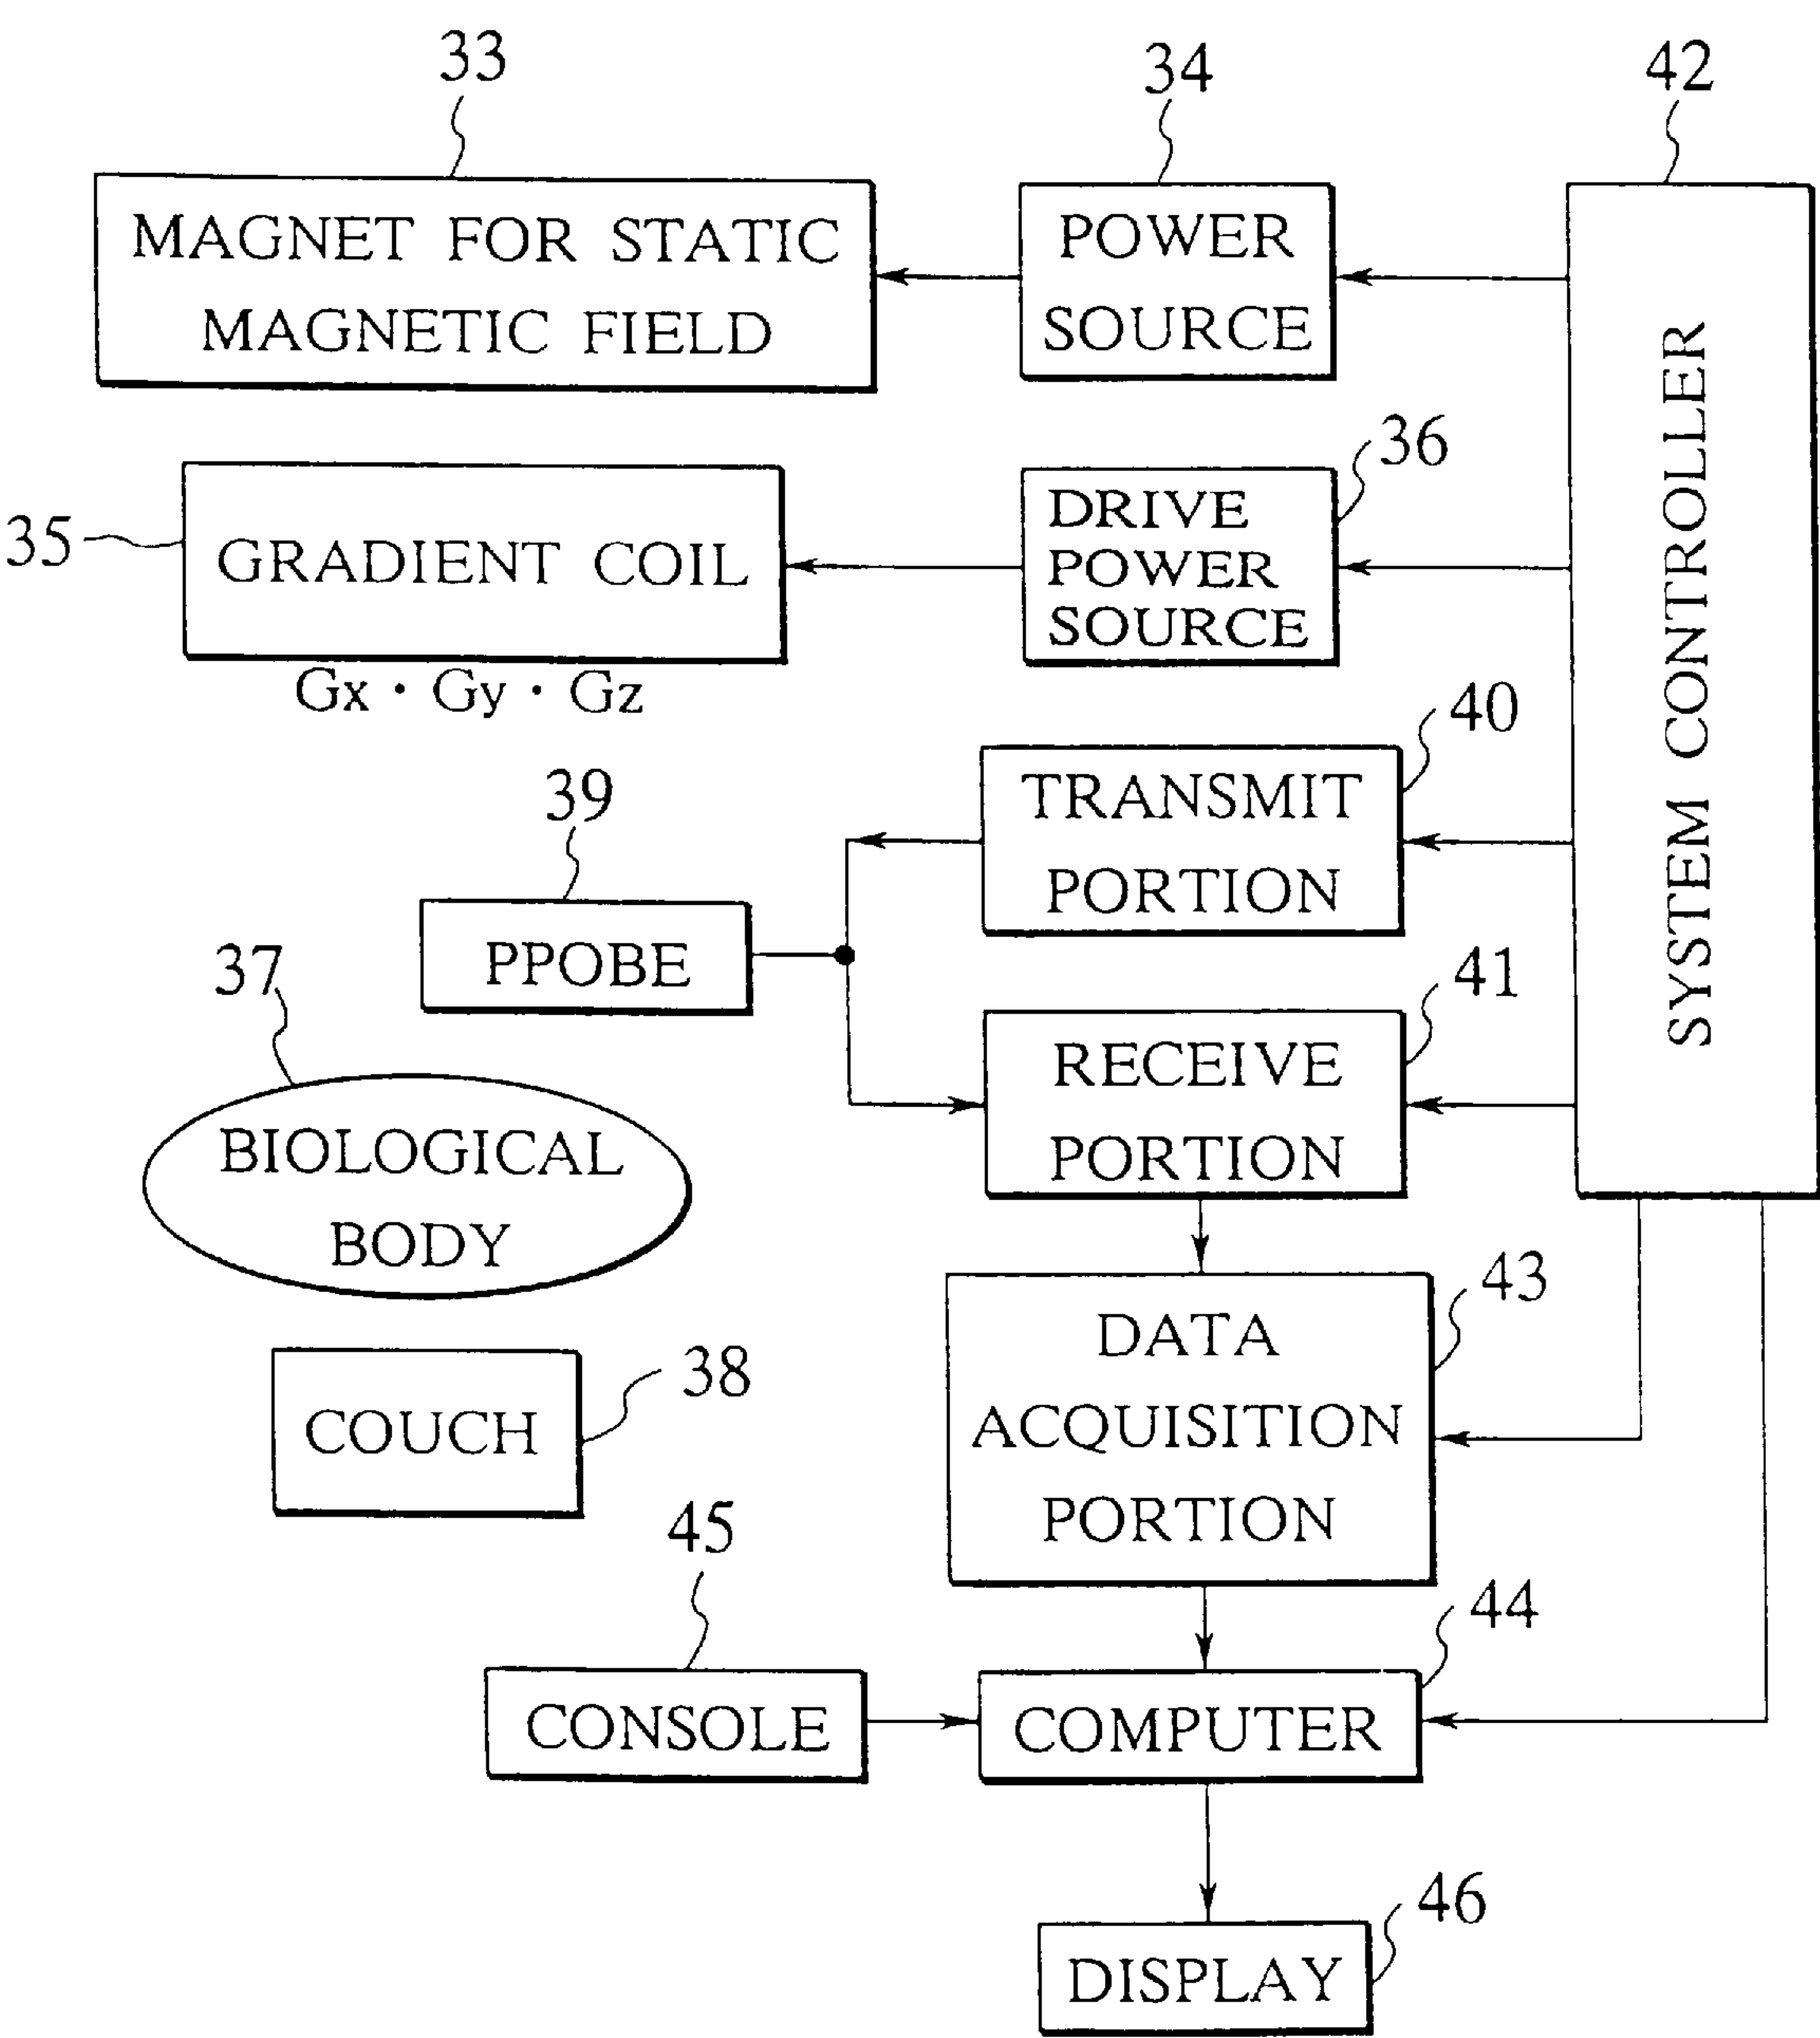 33
34
42
MAGNET FOR STATIC
MAGNETIC FIELD
POWER
SOURCE
SYSTEM CONTROLLER
36
35
GRADIENT COIL
DRIVE
POWER
SOURCE
Gx · Gy · Gz
40
39
TRANSMIT
PORTION
PPOBE
37
41
RECEIVE
PORTION
BIOLOGICAL
BODY
43
DATA
ACQUISITION
PORTION
38
COUCH
45
44
CONSOLE
COMPUTER
46
DISPLAY